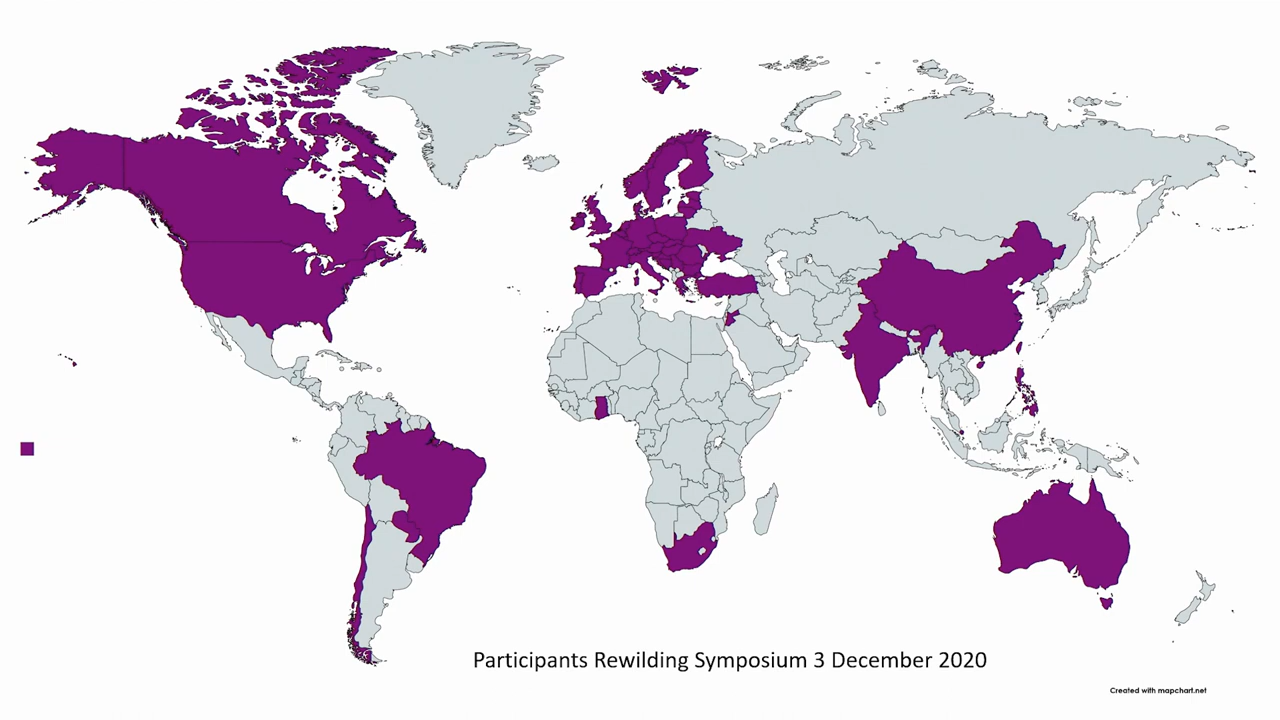 Participants Rewilding Symposium 3 December 2020
Created with mapchart.net